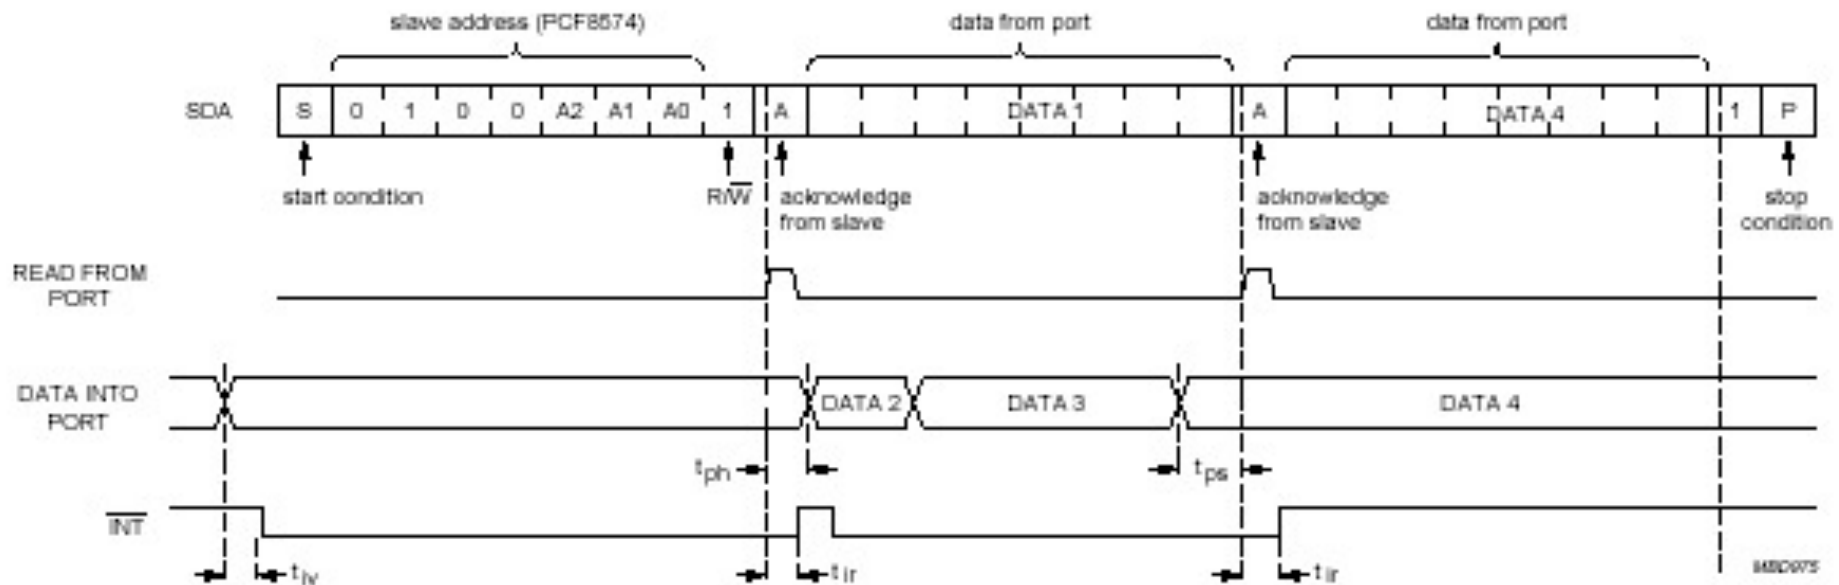 slave address (PCF8574) data from port data from port
SDA S 0 1 0 0 A2 A1 A0 1 A DATA 1 A DATA 4 1 P
start condition R/W acknowledge from slave acknowledge from slave stop condition
READ FROM PORT
DATA INTO PORT DATA 2 DATA 3 DATA 4
tph tps
INT
tiv tir tir
MBD975